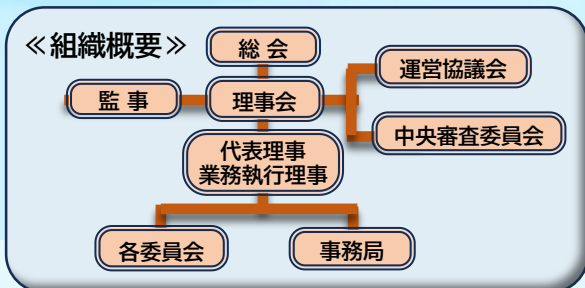 ≪組織概要≫
総 会
運営協議会
監 事
理事会
中央審査委員会
代表理事
業務執行理事
各委員会
事務局